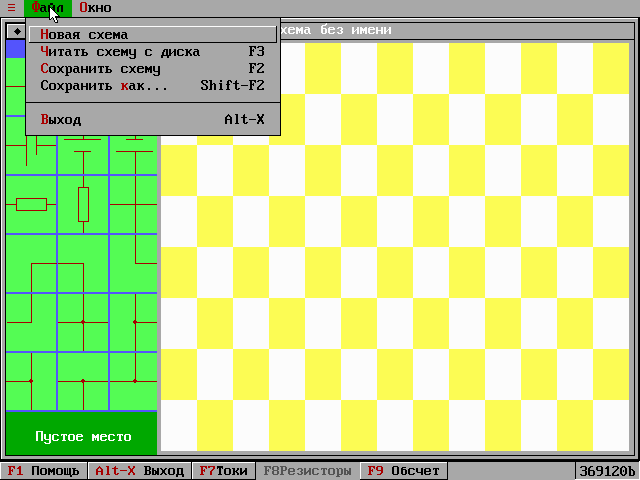 ≡ Файл Окно
хема без имени
Новая схема
Читать схему с диска F3
Сохранить схему F2
Сохранить как... Shift-F2
Выход Alt-X
Пустое место
F1 Помощь Alt-X Выход F7Токи F8Резисторы F9 Обсчет 369120b